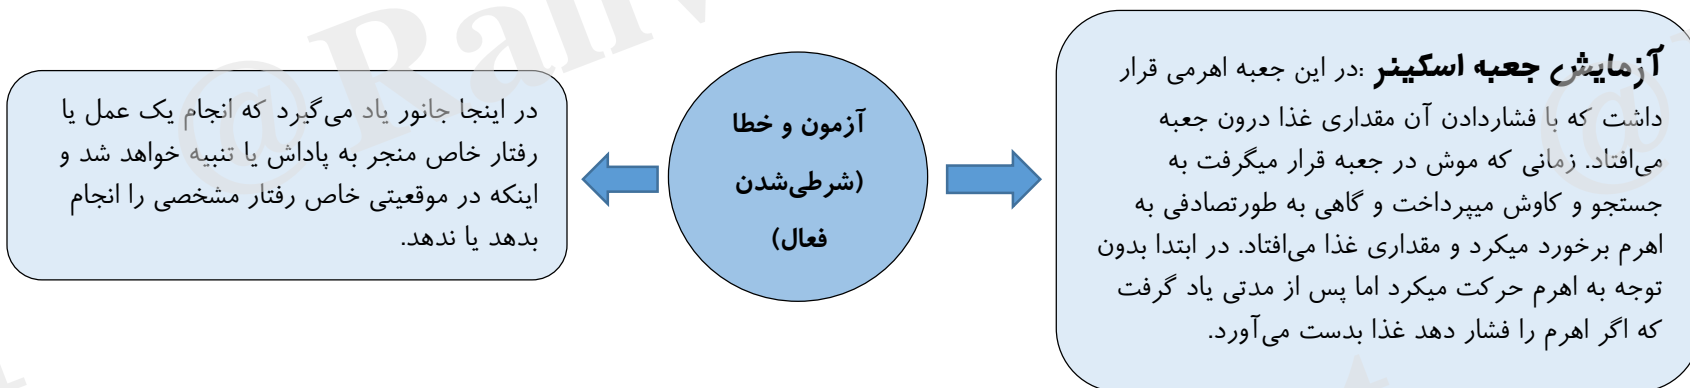 آزمایش جعبه اسکینر :در این جعبه اهرمی قرار
داشت که با فشاردادن آن مقداری غذا درون جعبه
می‌افتاد. زمانی که موش در جعبه قرار میگرفت به
جستجو و کاوش میپرداخت و گاهی به طورتصادفی به
اهرم برخورد میکرد و مقداری غذا می‌افتاد. در ابتدا بدون
توجه به اهرم حرکت میکرد اما پس از مدتی یاد گرفت
که اگر اهرم را فشار دهد غذا بدست می‌آورد.
آزمون و خطا
(شرطی‌شدن
فعال)
در اینجا جانور یاد می‌گیرد که انجام یک عمل یا
رفتار خاص منجر به پاداش یا تنبیه خواهد شد و
اینکه در موقعیتی خاص رفتار مشخصی را انجام
بدهد یا ندهد.